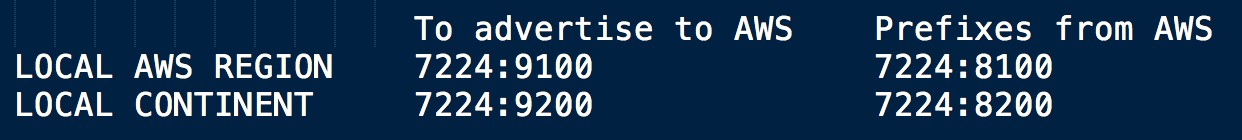 To advertise to AWS Prefixes from AWS
LOCAL AWS REGION 7224:9100 7224:8100
LOCAL CONTINENT 7224:9200 7224:8200